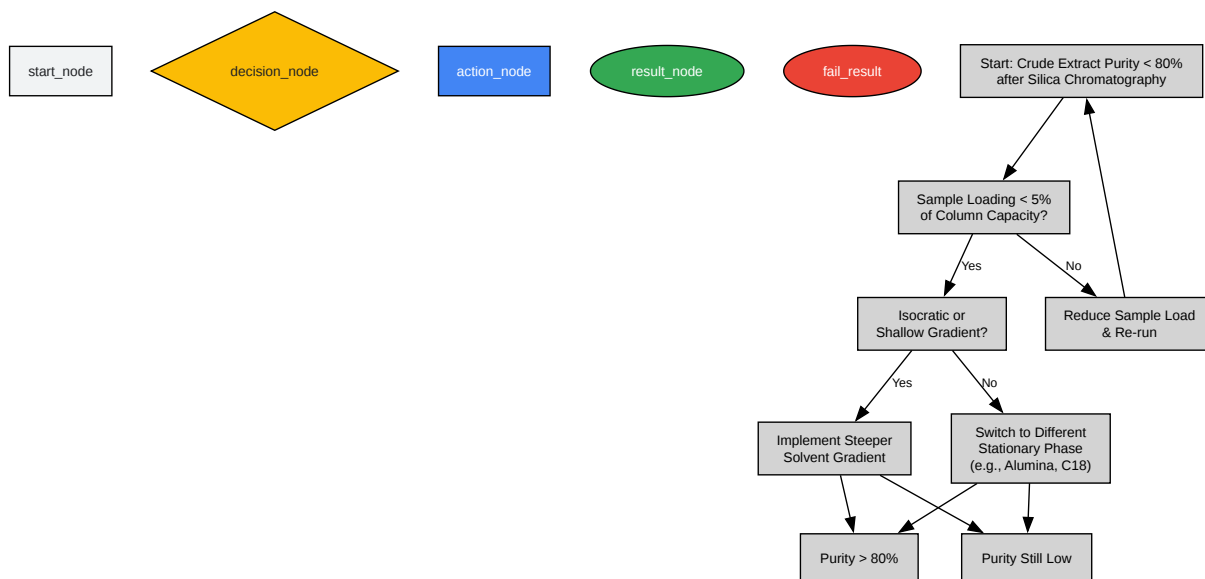 start_node
decision_node
action_node
result_node
fail_result
Start: Crude Extract Purity < 80%
after Silica Chromatography
Sample Loading < 5%
of Column Capacity?
Yes
No
Isocratic or
Shallow Gradient?
Reduce Sample Load
& Re-run
Yes
No
Implement Steeper
Solvent Gradient
Switch to Different
Stationary Phase
(e.g., Alumina, C18)
Purity > 80%
Purity Still Low